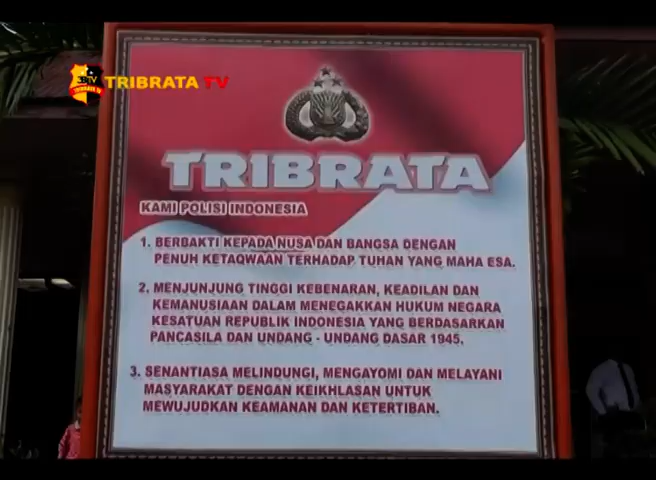 TRIBRATA TV
TRIBRATA
KAMI POLISI INDONESIA
1. BERBAKTI KEPADA NUSA DAN BANGSA DENGAN
PENUH KETAQWAAN TERHADAP TUHAN YANG MAHA ESA.
2. MENJUNJUNG TINGGI KEBENARAN, KEADILAN DAN
KEMANUSIAAN DALAM MENEGAKKAN HUKUM NEGARA
KESATUAN REPUBLIK INDONESIA YANG BERDASARKAN
PANCASILA DAN UNDANG - UNDANG DASAR 1945.
3. SENANTIASA MELINDUNGI, MENGAYOMI DAN MELAYANI
MASYARAKAT DENGAN KEIKHLASAN UNTUK
MEWUJUDKAN KEAMANAN DAN KETERTIBAN.